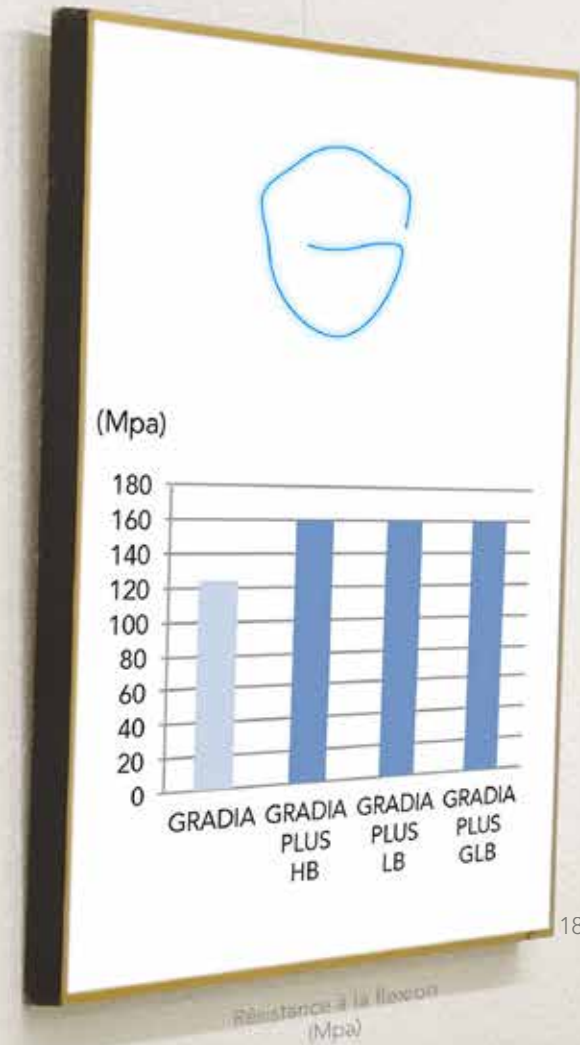 (Mpa)
180
160
140
120
100
80
60
40
20
0
GRADIA
GRADIA
PLUS
HB
GRADIA
PLUS
LB
GRADIA
PLUS
GLB
18
Résistance à la flexion
(Mpa)